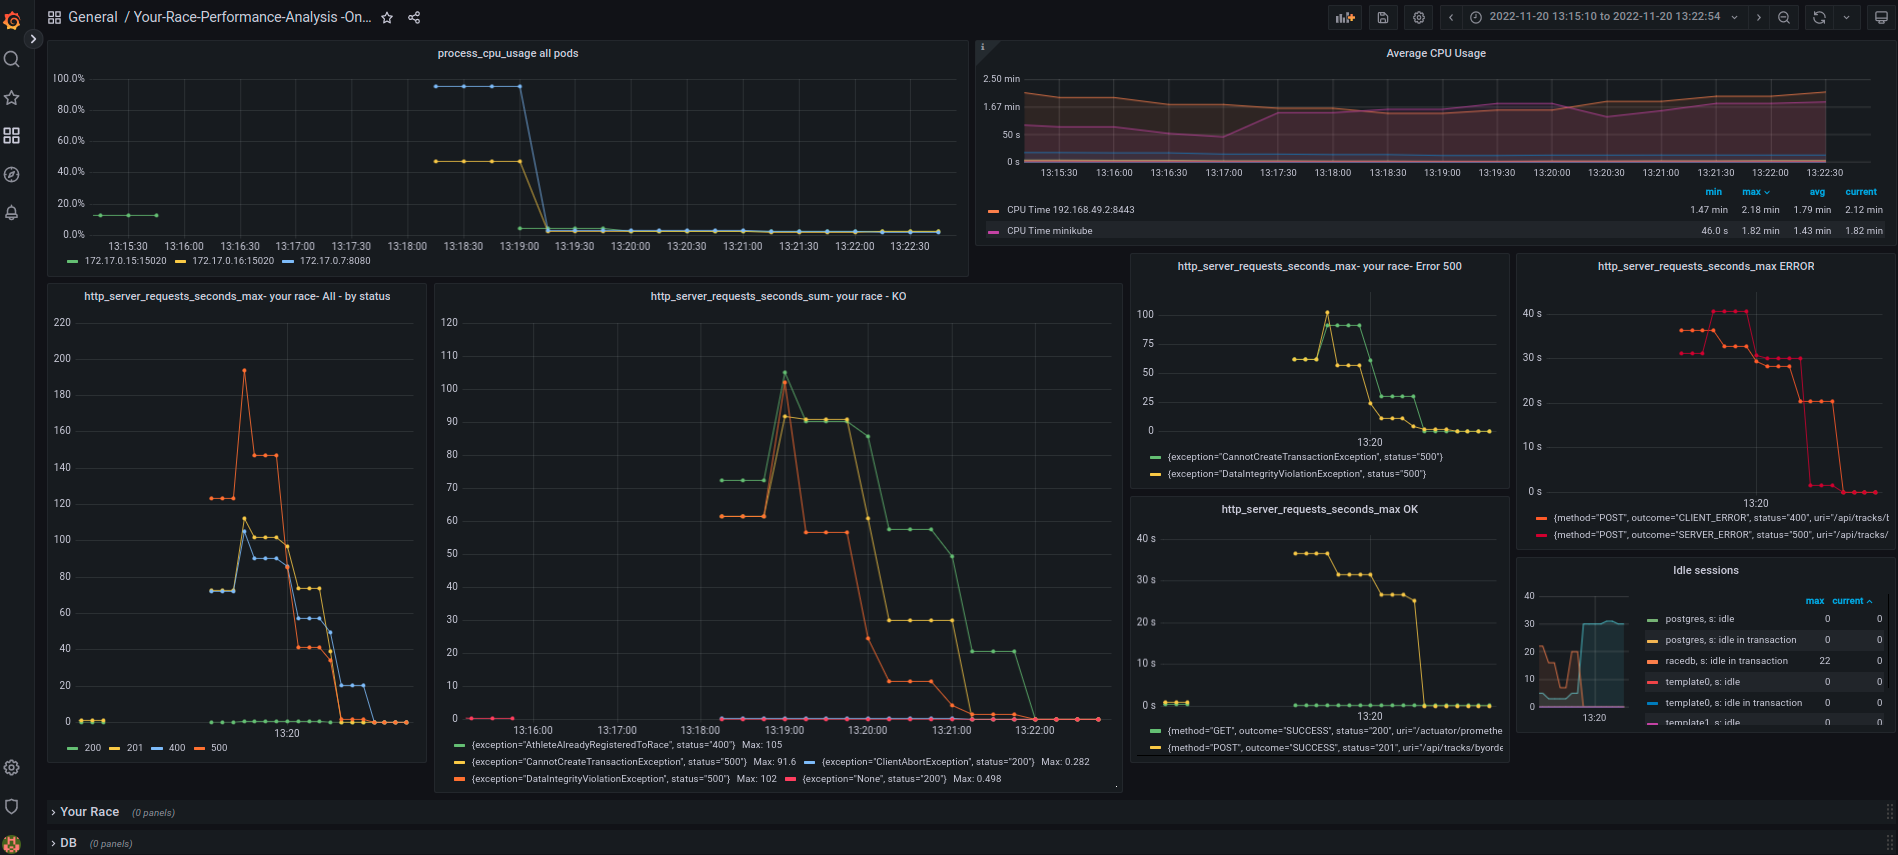 General / Your-Race-Performance-Analysis -On...
2022-11-20 13:15:10 to 2022-11-20 13:22:54
process_cpu_usage all pods
100.0%
80.0%
60.0%
40.0%
20.0%
0.0%
13:15:30 13:16:00 13:16:30 13:17:00 13:17:30 13:18:00 13:18:30 13:19:00 13:19:30 13:20:00 13:20:30 13:21:00 13:21:30 13:22:00 13:22:30
172.17.0.15:15020 172.17.0.16:15020 172.17.0.7:8080
i
Average CPU Usage
2.50 min
1.67 min
50 s
0 s
13:15:30 13:16:00 13:16:30 13:17:00 13:17:30 13:18:00 13:18:30 13:19:00 13:19:30 13:20:00 13:20:30 13:21:00 13:21:30 13:22:00 13:22:30
min max avg current
CPU Time 192.168.49.2:8443 1.47 min 2.18 min 1.79 min 2.12 min
CPU Time minikube 46.0 s 1.82 min 1.43 min 1.82 min
http_server_requests_seconds_max- your race- All - by status
220
200
180
160
140
120
100
80
60
40
20
0
13:20
200 201 400 500
http_server_requests_seconds_sum- your race - KO
120
110
100
90
80
70
60
50
40
30
20
10
0
13:16:00 13:17:00 13:18:00 13:19:00 13:20:00 13:21:00 13:22:00
{exception="AthleteAlreadyRegisteredToRace", status="400"} Max: 105
{exception="CannotCreateTransactionException", status="500"} Max: 91.6 {exception="ClientAbortException", status="200"} Max: 0.282
{exception="DataIntegrityViolationException", status="500"} Max: 102 {exception="None", status="200"} Max: 0.498
http_server_requests_seconds_max- your race- Error 500
100
75
50
25
0
13:20
{exception="CannotCreateTransactionException", status="500"}
{exception="DataIntegrityViolationException", status="500"}
http_server_requests_seconds_max OK
40 s
30 s
20 s
10 s
0 s
13:20
{method="GET", outcome="SUCCESS", status="200", uri="/actuator/promethe
{method="POST", outcome="SUCCESS", status="201", uri="/api/tracks/byorde
http_server_requests_seconds_max ERROR
40 s
30 s
20 s
10 s
0 s
13:20
{method="POST", outcome="CLIENT_ERROR", status="400", uri="/api/tracks/b
{method="POST", outcome="SERVER_ERROR", status="500", uri="/api/tracks/
Idle sessions
40
30
20
10
0
13:20
max current
postgres, s: idle 0 0
postgres, s: idle in transaction 0 0
racedb, s: idle in transaction 22 0
template0, s: idle 0 0
template0, s: idle in transaction 0 0
template1, s: idle 0 0
Your Race (0 panels)
DB (0 panels)